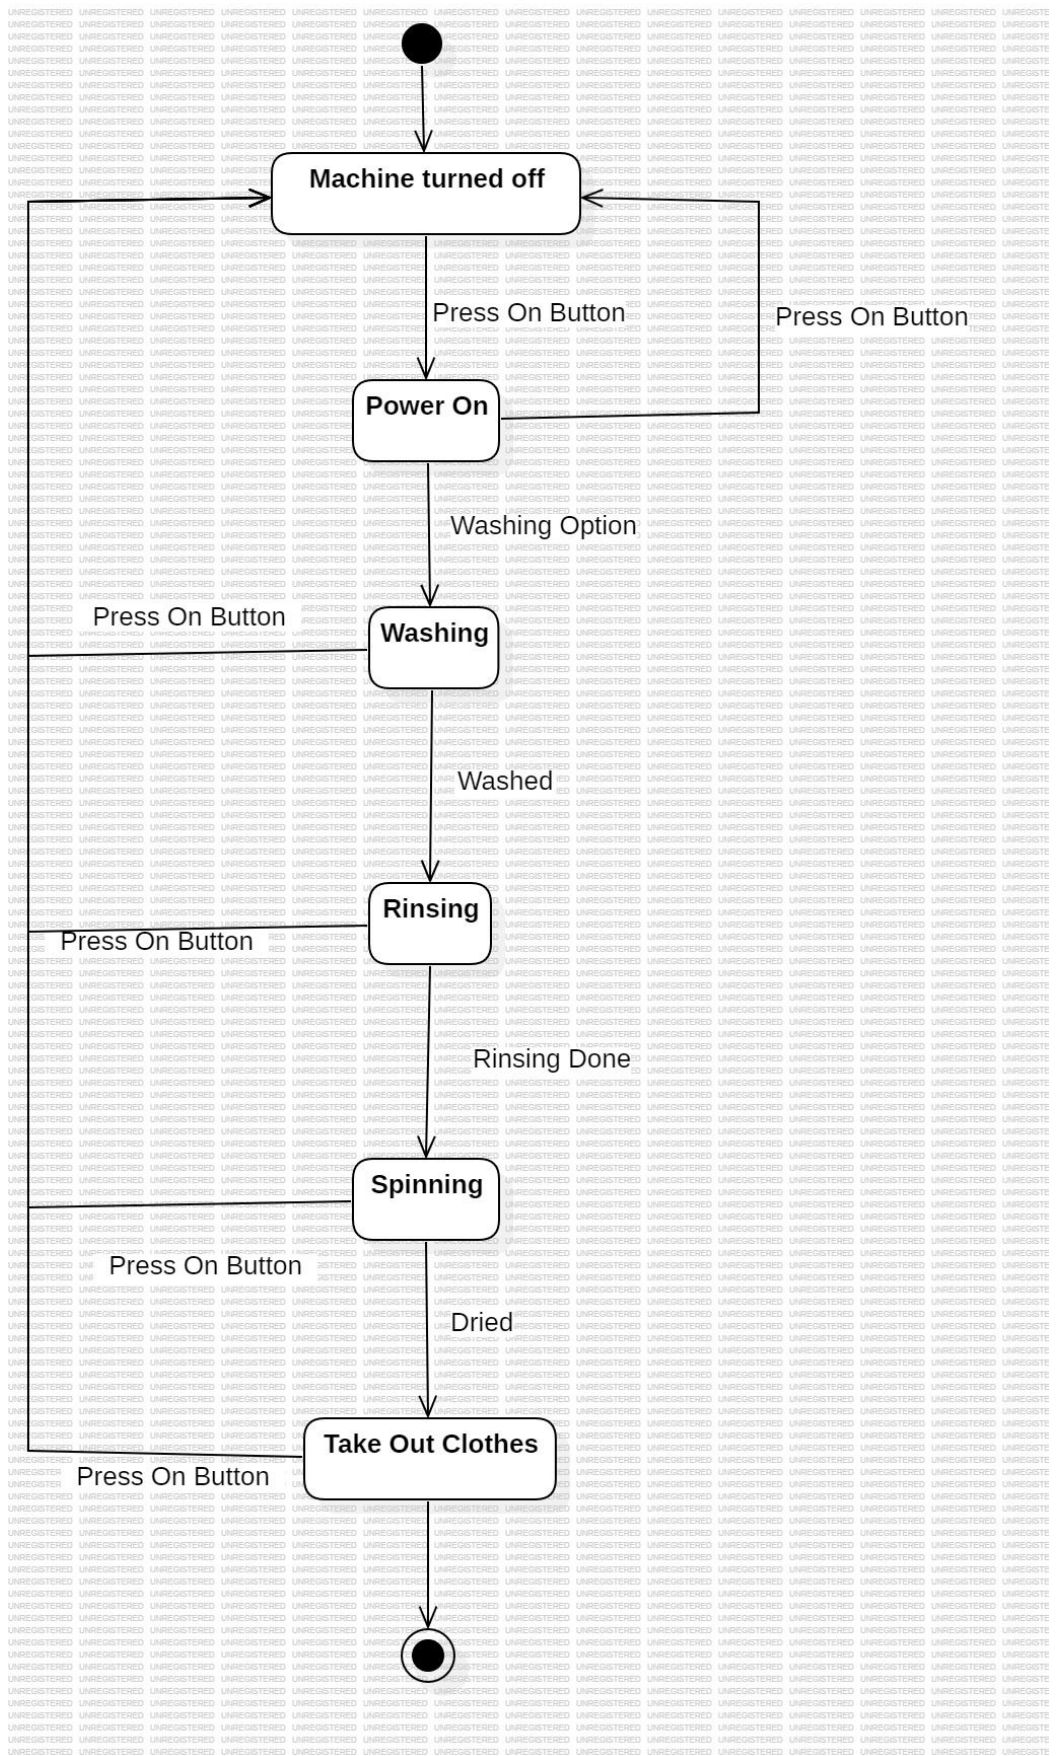 Machine turned off
Press On Button
Press On Button
Power On
Washing Option
Press On Button
Washing
Washed
Rinsing
Press On Button
Rinsing Done
Spinning
Press On Button
Dried
Take Out Clothes
Press On Button
UNREGISTERED